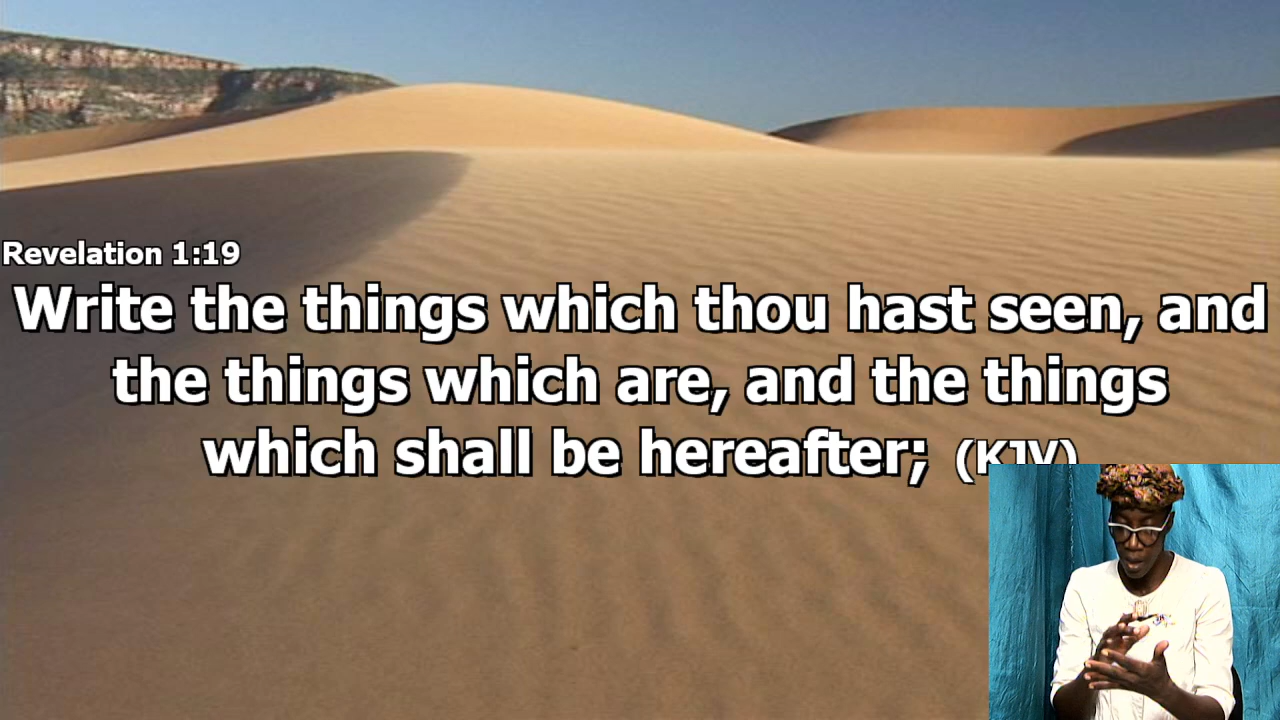 Revelation 1:19
Write the things which thou hast seen, and
the things which are, and the things
which shall be hereafter; (KJV)